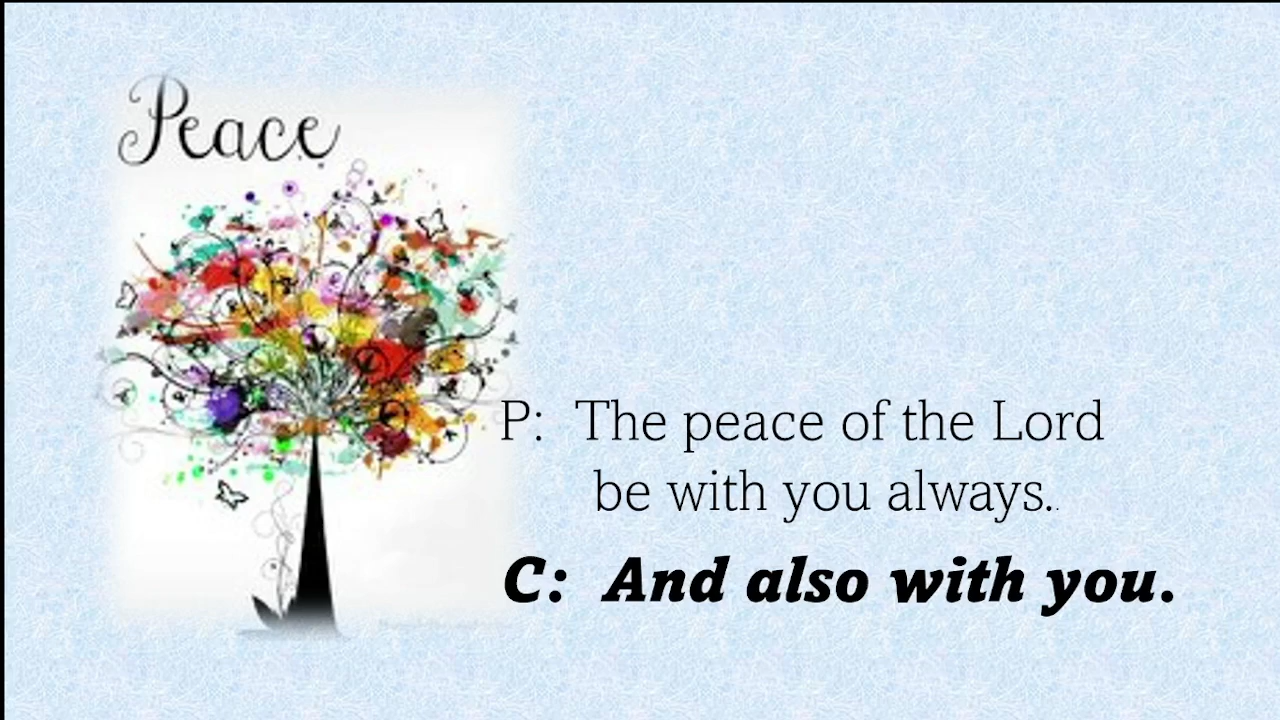 Peace
P: The peace of the Lord
be with you always.
C: And also with you.